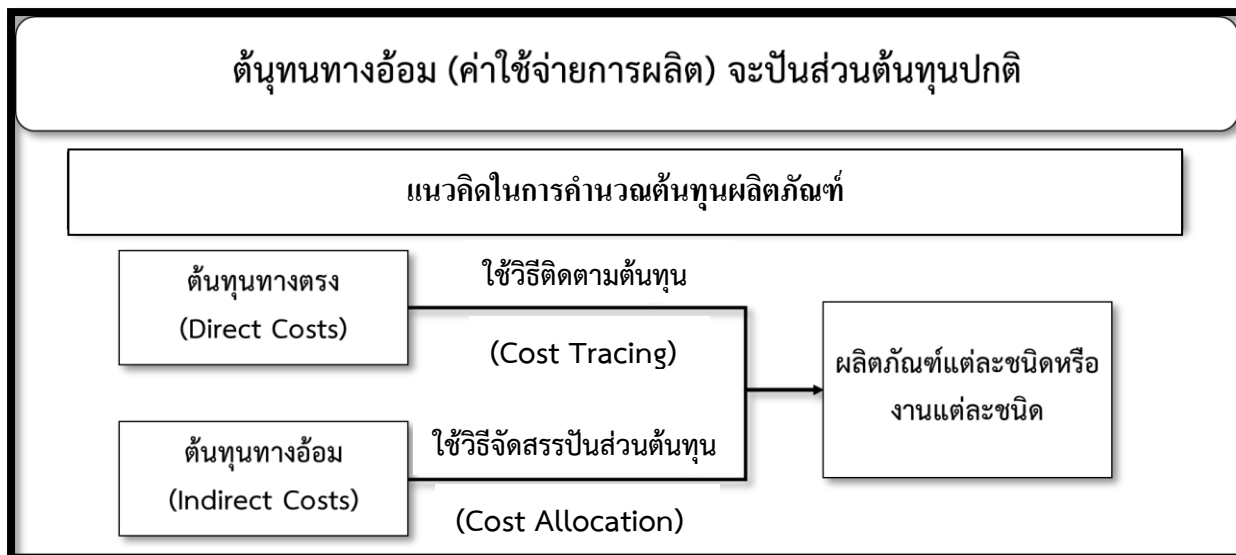 ต้นุทนทางอ้อม (ค่าใช้จ่ายการผลิต) จะปันส่วนต้นทุนปกติ
แนวคิดในการคำนวณต้นทุนผลิตภัณฑ์
ต้นทุนทางตรง
(Direct Costs)
ใช้วิธีติดตามต้นทุน
(Cost Tracing)
ผลิตภัณฑ์แต่ละชนิดหรือ
งานแต่ละชนิด
ต้นทุนทางอ้อม
(Indirect Costs)
ใช้วิธีจัดสรรปันส่วนต้นทุน
(Cost Allocation)